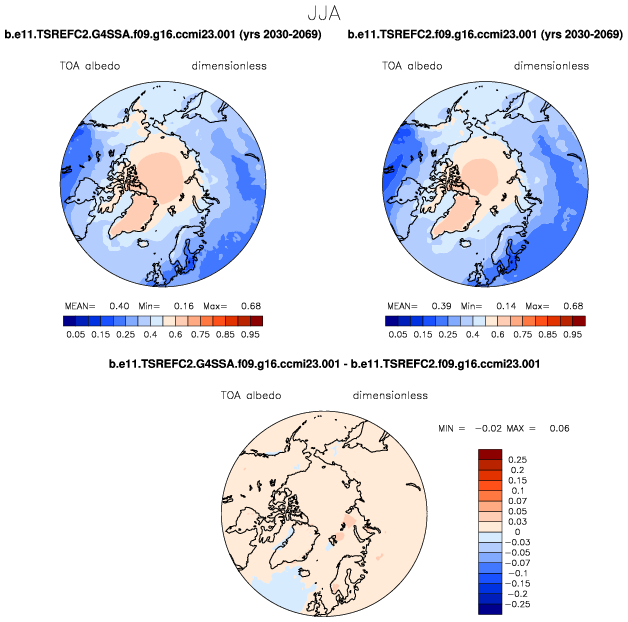 JJA
b.e11.TSREFC2.G4SSA.f09.g16.ccmi23.001 (yrs 2030-2069) b.e11.TSREFC2.f09.g16.ccmi23.001 (yrs 2030-2069)
TOA albedo dimensionless TOA albedo dimensionless
MEAN= 0.40 Min= 0.16 Max= 0.68 MEAN= 0.39 Min= 0.14 Max= 0.68
0.05 0.15 0.25 0.4 0.6 0.75 0.85 0.95 0.05 0.15 0.25 0.4 0.6 0.75 0.85 0.95
b.e11.TSREFC2.G4SSA.f09.g16.ccmi23.001 - b.e11.TSREFC2.f09.g16.ccmi23.001
TOA albedo dimensionless
MIN = -0.02 MAX = 0.06
0.25
0.2
0.15
0.1
0.07
0.05
0.03
0
-0.03
-0.05
-0.07
-0.1
-0.15
-0.2
-0.25